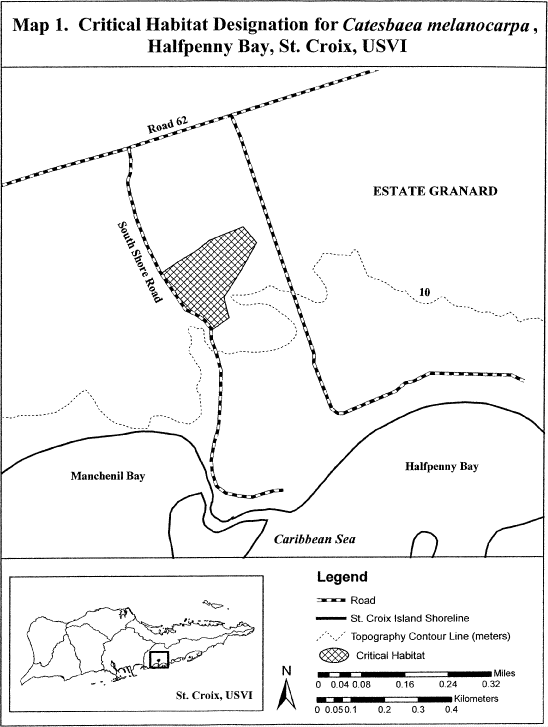 Map 1. Critical Habitat Designation for Catesbaea melanocarpa,
Halfpenny Bay, St. Croix, USVI
Road 62
ESTATE GRANARD
South Shore Road
10
Manchenil Bay
Halfpenny Bay
Caribbean Sea
St. Croix, USVI
N
Legend
Road
St. Croix Island Shoreline
Topography Contour Line (meters)
Critical Habitat
Miles
0 0.04 0.08 0.16 0.24 0.32
Kilometers
0 0.05 0.1 0.2 0.3 0.4